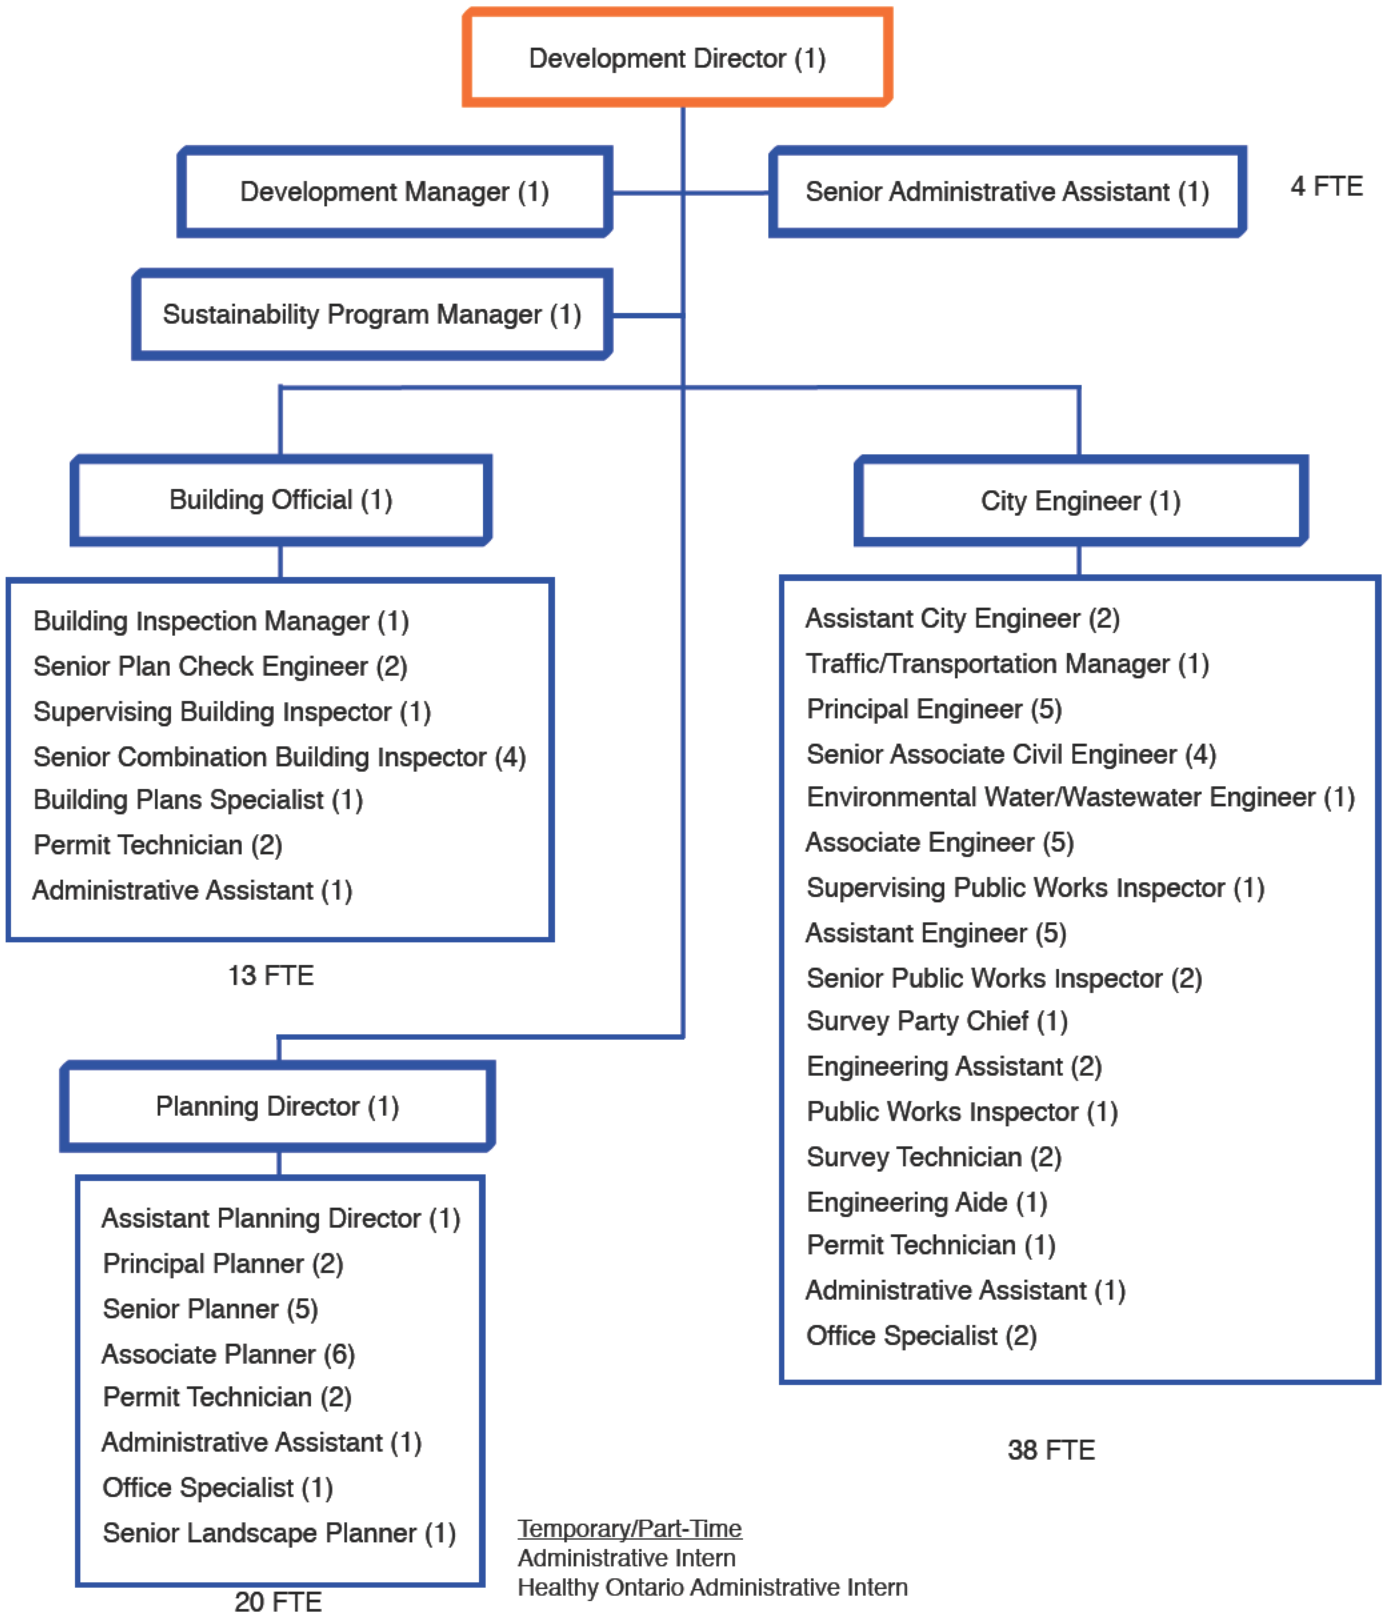 Development Director (1)
Development Manager (1)
Senior Administrative Assistant (1)
4 FTE
Sustainability Program Manager (1)
Building Official (1)
Building Inspection Manager (1)
Senior Plan Check Engineer (2)
Supervising Building Inspector (1)
Senior Combination Building Inspector (4)
Building Plans Specialist (1)
Permit Technician (2)
Administrative Assistant (1)
13 FTE
City Engineer (1)
Assistant City Engineer (2)
Traffic/Transportation Manager (1)
Principal Engineer (5)
Senior Associate Civil Engineer (4)
Environmental Water/Wastewater Engineer (1)
Associate Engineer (5)
Supervising Public Works Inspector (1)
Assistant Engineer (5)
Senior Public Works Inspector (2)
Survey Party Chief (1)
Engineering Assistant (2)
Public Works Inspector (1)
Survey Technician (2)
Engineering Aide (1)
Permit Technician (1)
Administrative Assistant (1)
Office Specialist (2)
38 FTE
Planning Director (1)
Assistant Planning Director (1)
Principal Planner (2)
Senior Planner (5)
Associate Planner (6)
Permit Technician (2)
Administrative Assistant (1)
Office Specialist (1)
Senior Landscape Planner (1)
20 FTE
Temporary/Part-Time
Administrative Intern
Healthy Ontario Administrative Intern